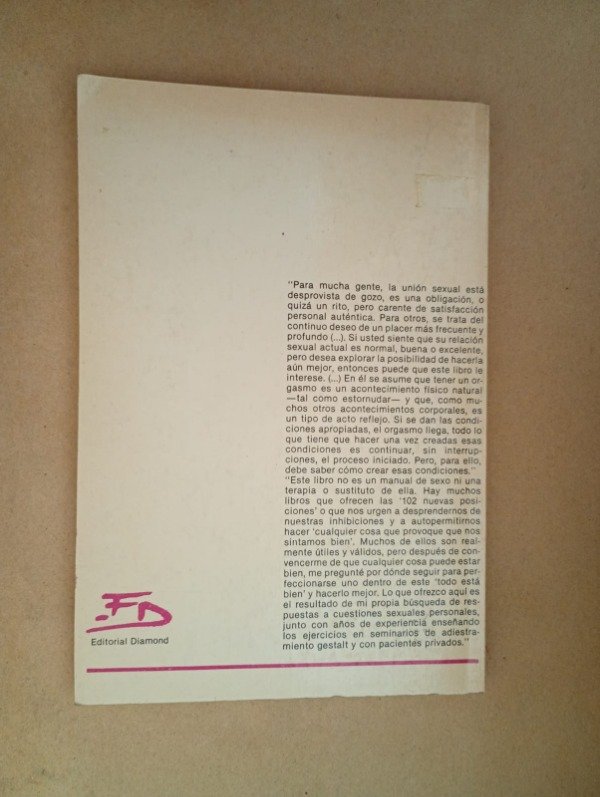 "Para mucha gente, la unión sexual está
desprovista de gozo, es una obligación, o
quizá un rito, pero carente de satisfacción
personal auténtica. Para otros, se trata del
continuo deseo de un placer más frecuente y
profundo (...). Si usted siente que su relación
sexual actual es normal, buena o excelente,
pero desea explorar la posibilidad de hacerla
aún mejor, entonces puede que este libro le
interese. (...) En él se asume que tener un or-
gasmo es un acontecimiento físico natural
—tal como estornudar— y que, como mu-
chos otros acontecimientos corporales, es
un tipo de acto reflejo. Si se dan las condi-
ciones apropiadas, el orgasmo llega, todo lo
que tiene que hacer una vez creadas esas
condiciones es continuar, sin interrup-
ciones, el proceso iniciado. Pero, para ello,
debe saber cómo crear esas condiciones."
"Este libro no es un manual de sexo ni una
terapia o sustituto de ella. Hay muchos
libros que ofrecen las '102 nuevas posi-
ciones' o que nos urgen a desprendernos de
nuestras inhibiciones y a autopermitirnos
hacer 'cualquier cosa que provoque que nos
sintamos bien'. Muchos de ellos son real-
mente útiles y válidos, pero después de con-
vencerme de que cualquier cosa puede estar
bien, me pregunté por dónde seguir para per-
feccionarse uno dentro de este 'todo está
bien' y hacerlo mejor. Lo que ofrezco aquí es
el resultado de mi propia búsqueda de res-
puestas a cuestiones sexuales personales,
junto con años de experiencia enseñando
los ejercicios en seminarios de adiestra-
miento gestalt y con pacientes privados."
ED
Editorial Diamond